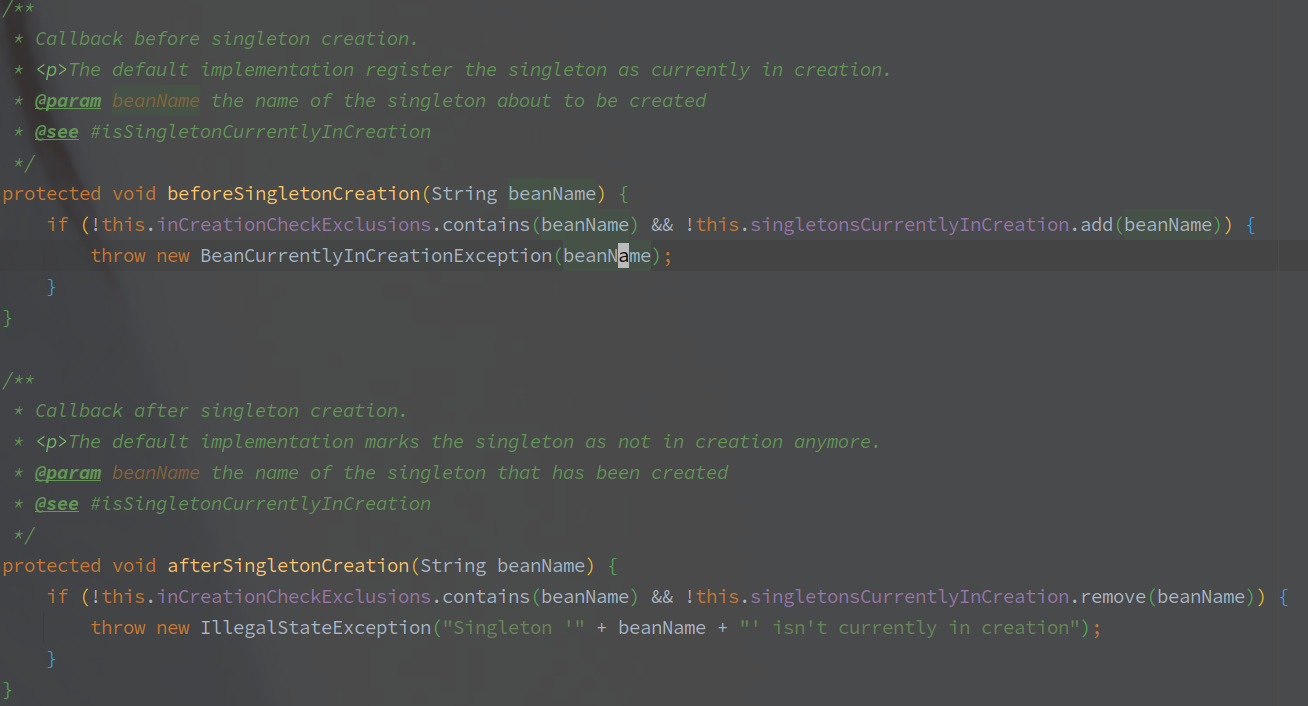 /**
 * Callback before singleton creation.
 * <p>The default implementation register the singleton as currently in creation.
 * @param beanName the name of the singleton about to be created
 * @see #isSingletonCurrentlyInCreation
 */
protected void beforeSingletonCreation(String beanName) {
    if (!this.inCreationCheckExclusions.contains(beanName) && !this.singletonsCurrentlyInCreation.add(beanName)) {
        throw new BeanCurrentlyInCreationException(beanName);
    }
}
/**
 * Callback after singleton creation.
 * <p>The default implementation marks the singleton as not in creation anymore.
 * @param beanName the name of the singleton that has been created
 * @see #isSingletonCurrentlyInCreation
 */
protected void afterSingletonCreation(String beanName) {
    if (!this.inCreationCheckExclusions.contains(beanName) && !this.singletonsCurrentlyInCreation.remove(beanName)) {
        throw new IllegalStateException("Singleton '" + beanName + "' isn't currently in creation");
    }
}